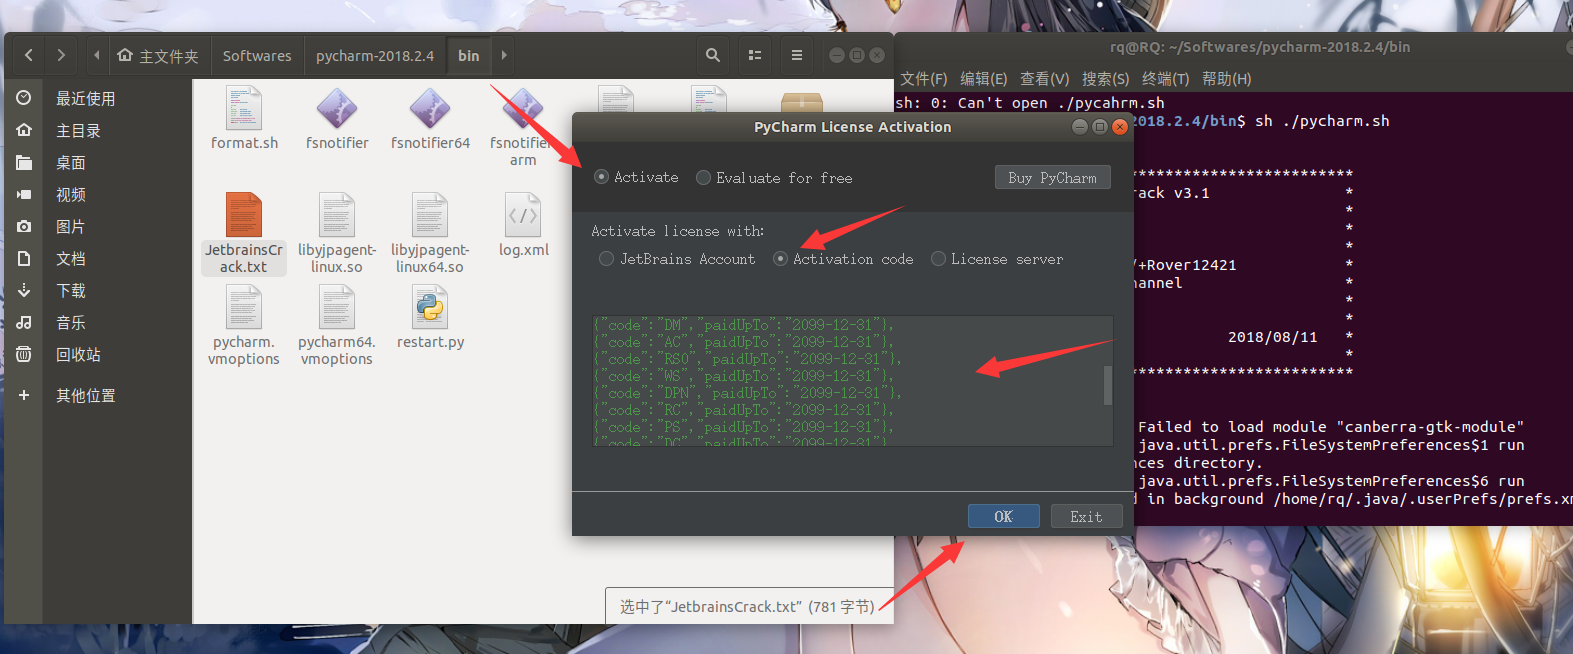 主文件夹
Softwares
pycharm-2018.2.4
bin
最近使用
主目录
桌面
视频
图片
文档
下载
音乐
回收站
其他位置
format.sh
fsnotifier
fsnotifier64
fsnotifier
arm
JetbrainsCr
ack.txt
libyjpagent-
linux.so
libyjpagent-
linux64.so
log.xml
pycharm.
vmoptions
pycharm64.
vmoptions
restart.py
选中了“JetbrainsCrack.txt” (781 字节)
PyCharm License Activation
Activate
Evaluate for free
Buy PyCharm
Activate license with:
JetBrains Account
Activation code
License server
{"code":"DM","paidUpTo":"2099-12-31"},
{"code":"AC","paidUpTo":"2099-12-31"},
{"code":"RS0","paidUpTo":"2099-12-31"},
{"code":"WS","paidUpTo":"2099-12-31"},
{"code":"DPN","paidUpTo":"2099-12-31"},
{"code":"RC","paidUpTo":"2099-12-31"},
{"code":"PS","paidUpTo":"2099-12-31"},
{"code":"DC","paidUpTo":"2099-12-31"},
OK
Exit
rq@RQ: ~/Softwares/pycharm-2018.2.4/bin
文件(F) 编辑(E) 查看(V) 搜索(S) 终端(T) 帮助(H)
sh: 0: Can't open ./pycahrm.sh
2018.2.4/bin$ sh ./pycharm.sh
*************************
rack v3.1 *
*
*
*
/+Rover12421 *
hannel *
*
*
2018/08/11 *
*
*************************
Failed to load module "canberra-gtk-module"
java.util.prefs.FileSystemPreferences$1 run
nces directory.
java.util.prefs.FileSystemPreferences$6 run
d in background /home/rq/.java/.userPrefs/prefs.xm